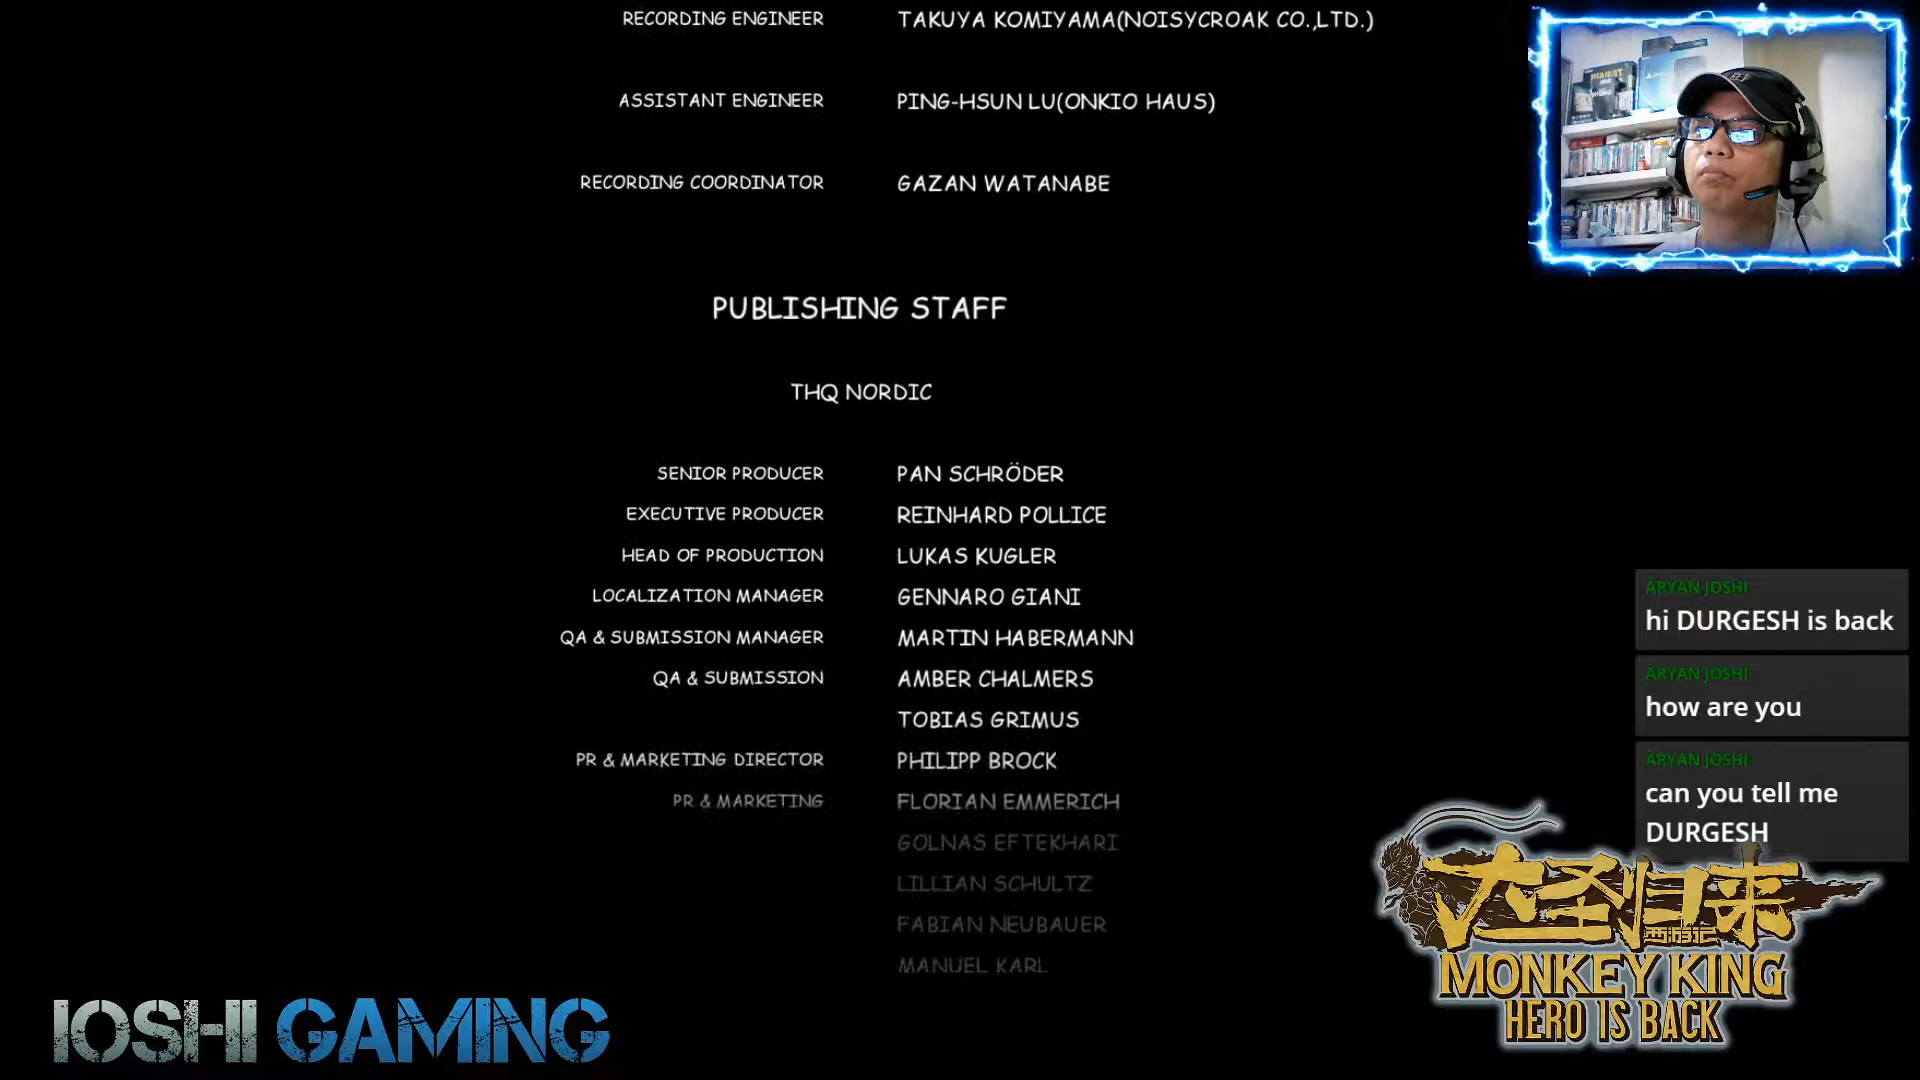 RECORDING ENGINEER TAKUYA KOMIYAMA(NOISYCROAK CO.,LTD.)
ASSISTANT ENGINEER PING-HSUN LU(ONKIO HAUS)
RECORDING COORDINATOR GAZAN WATANABE
PUBLISHING STAFF
THQ NORDIC
SENIOR PRODUCER PAN SCHRÖDER
EXECUTIVE PRODUCER REINHARD POLLICE
HEAD OF PRODUCTION LUKAS KUGLER
LOCALIZATION MANAGER GENNARO GIANI
QA & SUBMISSION MANAGER MARTIN HABERMANN
QA & SUBMISSION AMBER CHALMERS
TOBIAS GRIMUS
PR & MARKETING DIRECTOR PHILIPP BROCK
PR & MARKETING FLORIAN EMMERICH
GOLNAS EFTEKHARI
LILLIAN SCHULTZ
FABIAN NEUBAUER
MANUEL KARL
ÂRYAN JOSHI
hi DURGESH is back
ÂRYAN JOSHI
how are you
ÂRYAN JOSHI
can you tell me
DURGESH
大圣归来
西游记
MONKEY KING
HERO IS BACK
IOSHI GAMING